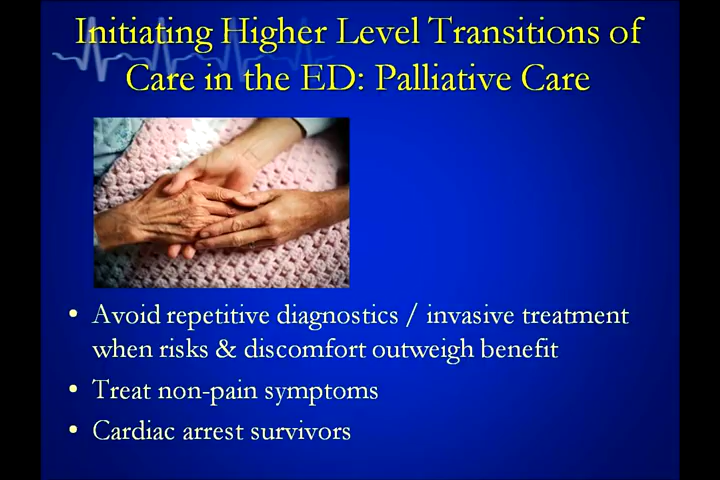 Initiating Higher Level Transitions of
Care in the ED: Palliative Care
• Avoid repetitive diagnostics / invasive treatment
when risks & discomfort outweigh benefit
• Treat non-pain symptoms
• Cardiac arrest survivors